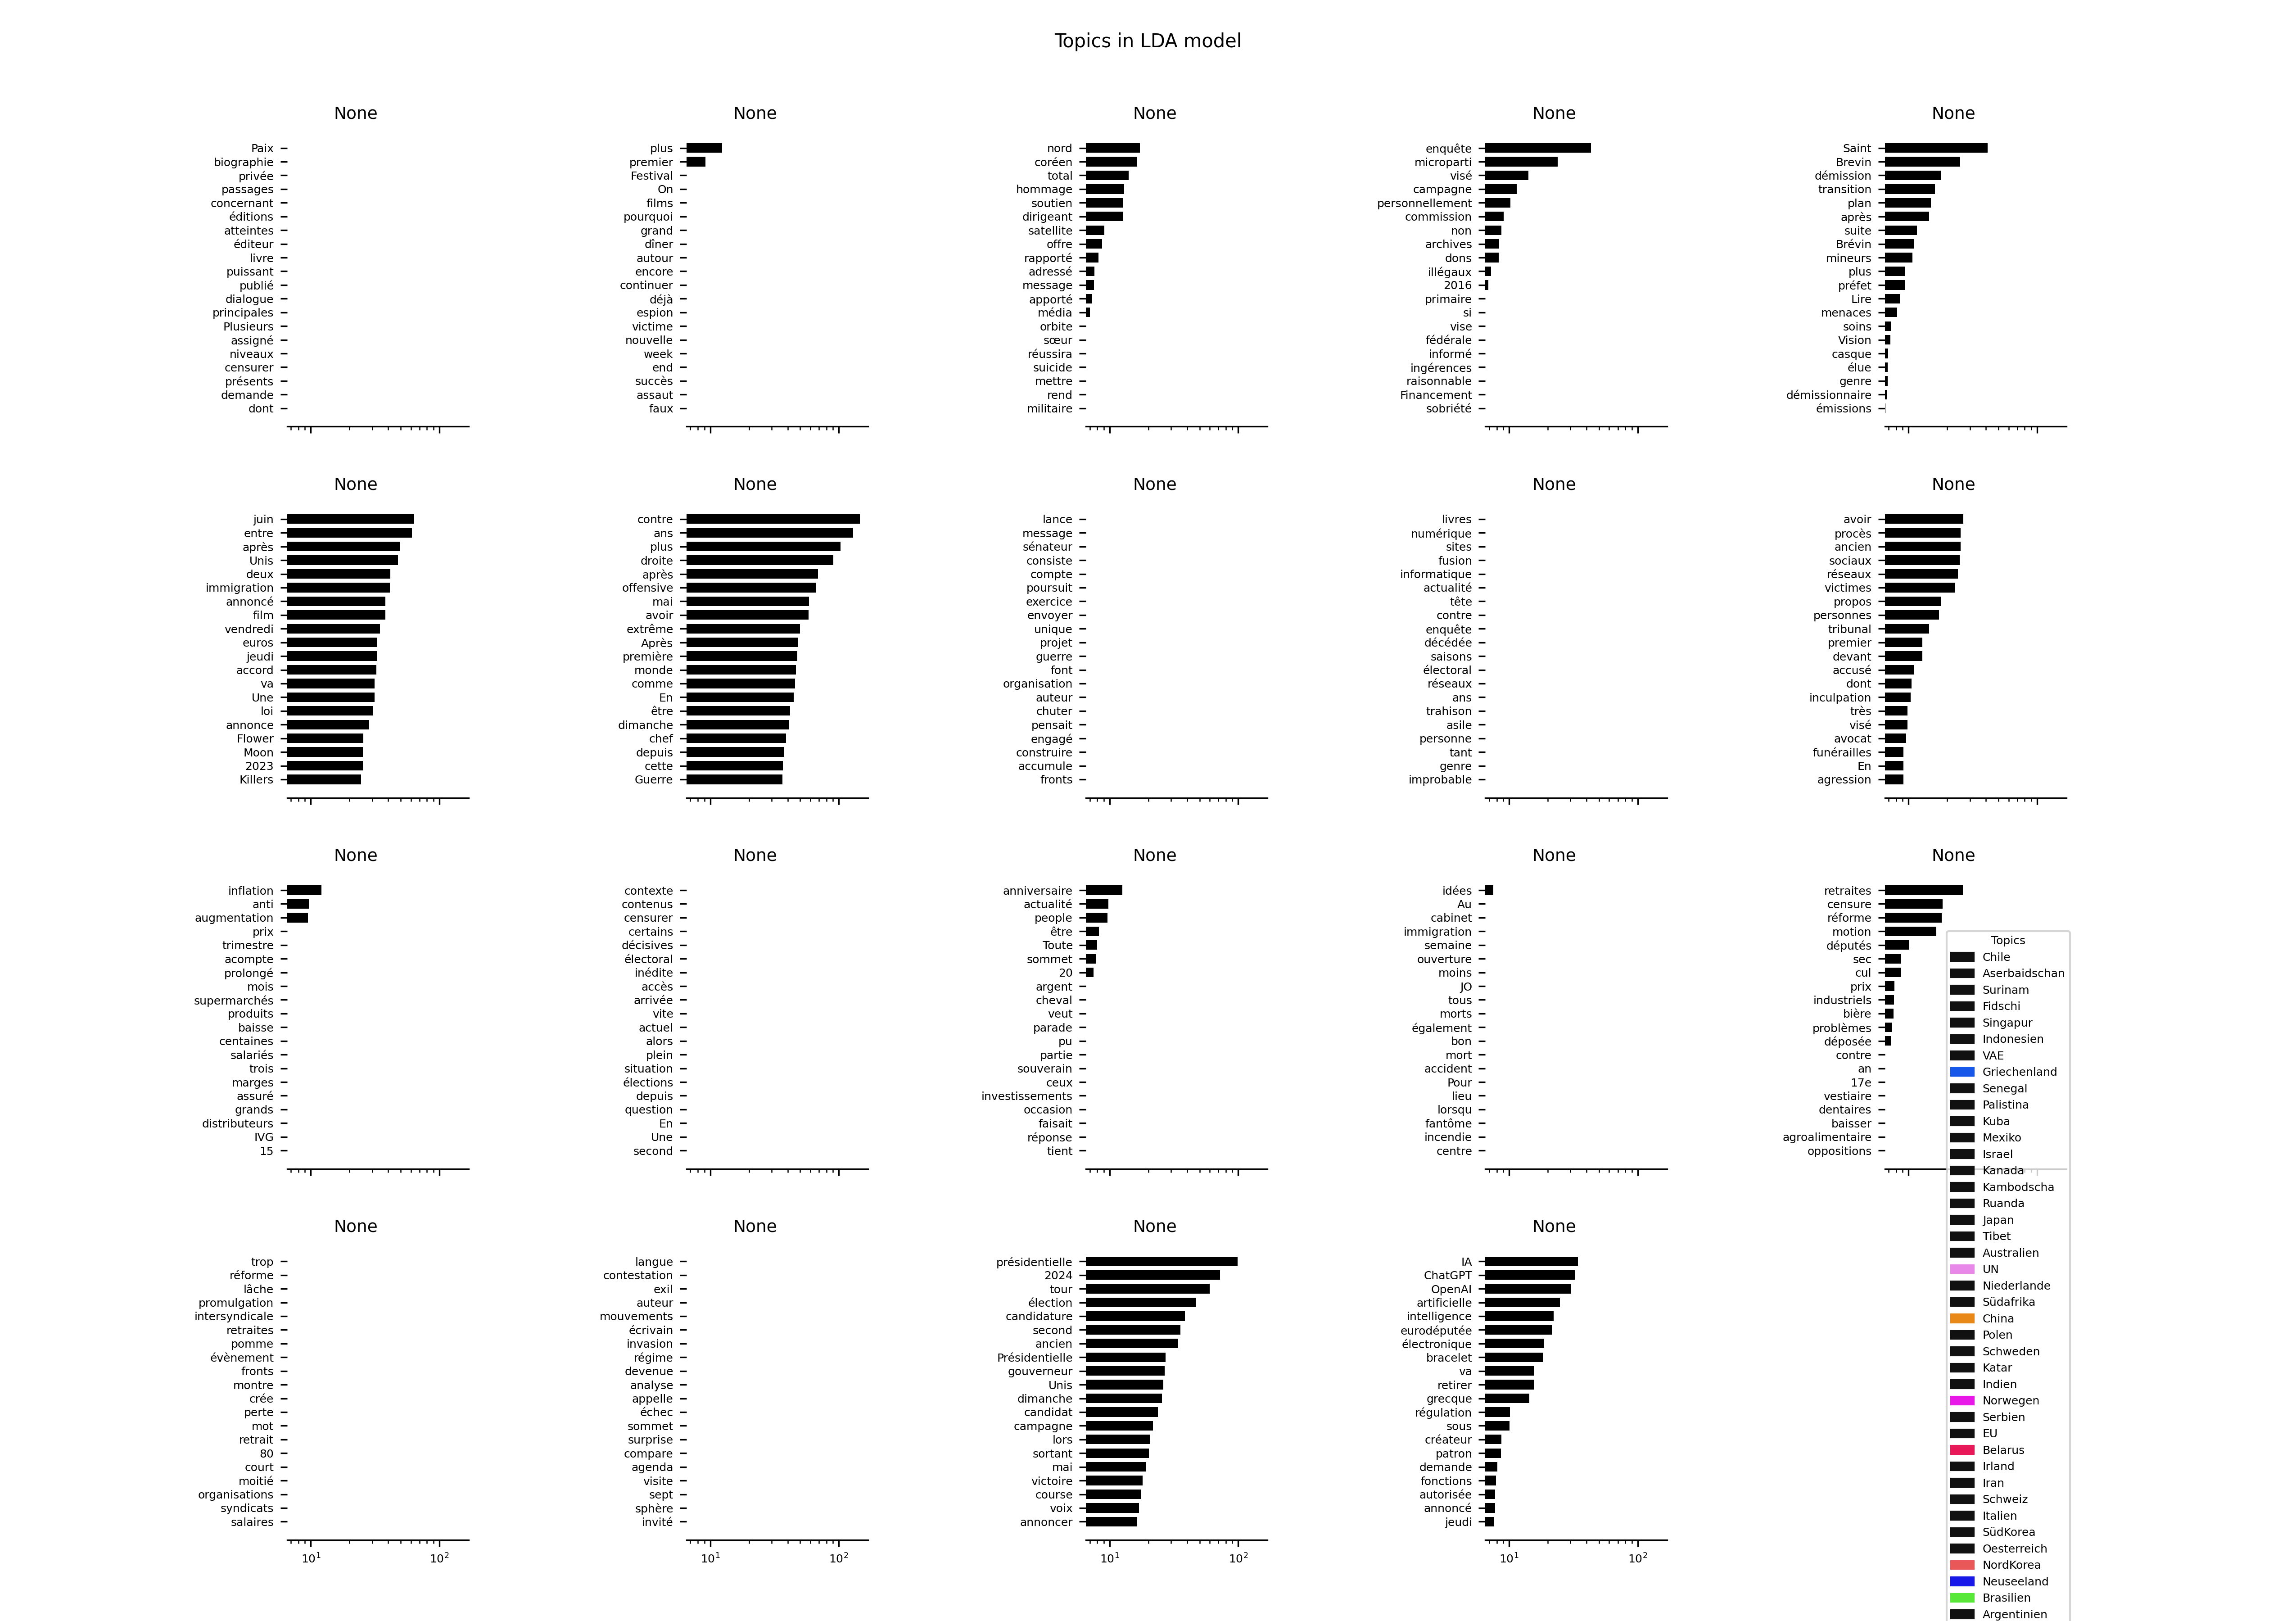 Topics in LDA model
None
Paix
biographie
privée
passages
concernant
éditions
atteintes
éditeur
livre
puissant
publié
dialogue
principales
Plusieurs
assigné
niveaux
censurer
présents
demande
dont
None
plus
premier
Festival
On
films
pourquoi
grand
dîner
autour
encore
continuer
déjà
espion
victime
nouvelle
week
end
succès
assaut
faux
None
nord
coréen
total
hommage
soutien
dirigeant
satellite
offre
rapporté
adressé
message
apporté
média
orbite
sœur
réussira
suicide
mettre
rend
militaire
None
enquête
microparti
visé
campagne
personnellement
commission
non
archives
dons
illégaux
2016
primaire
si
vise
fédérale
informé
ingérences
raisonnable
Financement
sobriété
None
Saint
Brevin
démission
transition
plan
après
suite
Brévin
mineurs
plus
préfet
Lire
menaces
soins
Vision
casque
élue
genre
démissionnaire
émissions
None
juin
entre
après
Unis
deux
immigration
annoncé
film
vendredi
euros
jeudi
accord
va
Une
loi
annonce
Flower
Moon
2023
Killers
None
contre
ans
plus
droite
après
offensive
mai
avoir
extrême
Après
première
monde
comme
En
être
dimanche
chef
depuis
cette
Guerre
None
lance
message
sénateur
consiste
compte
poursuit
exercice
envoyer
unique
projet
guerre
font
organisation
auteur
chuter
pensait
engagé
construire
accumule
fronts
None
livres
numérique
sites
fusion
informatique
actualité
tête
contre
enquête
décédée
saisons
électoral
réseaux
ans
trahison
asile
personne
tant
genre
improbable
None
avoir
procès
ancien
sociaux
réseaux
victimes
propos
personnes
tribunal
premier
devant
accusé
dont
inculpation
très
visé
avocat
funérailles
En
agression
None
inflation
anti
augmentation
prix
trimestre
acompte
prolongé
mois
supermarchés
produits
baisse
centaines
salariés
trois
marges
assuré
grands
distributeurs
IVG
15
None
contexte
contenus
censurer
certains
décisives
électoral
inédite
accès
arrivée
vite
actuel
alors
plein
situation
élections
depuis
question
En
Une
second
None
anniversaire
actualité
people
être
Toute
sommet
20
argent
cheval
veut
parade
pu
partie
souverain
ceux
investissements
occasion
faisait
réponse
tient
None
idées
Au
cabinet
immigration
semaine
ouverture
moins
JO
tous
morts
également
bon
mort
accident
Pour
lieu
lorsqu
fantôme
incendie
centre
None
retraites
censure
réforme
motion
députés
sec
cul
prix
industriels
bière
problèmes
déposée
contre
an
17e
vestiaire
dentaires
baisser
agroalimentaire
oppositions
None
trop
réforme
lâche
promulgation
intersyndicale
retraites
pomme
évènement
fronts
montre
crée
perte
mot
retrait
80
court
moitié
organisations
syndicats
salaires
10¹ 10²
None
langue
contestation
exil
auteur
mouvements
écrivain
invasion
régime
devenue
analyse
appelle
échec
sommet
surprise
compare
agenda
visite
sept
sphère
invité
10¹ 10²
None
présidentielle
2024
tour
élection
candidature
second
ancien
Présidentielle
gouverneur
Unis
dimanche
candidat
campagne
lors
sortant
mai
victoire
course
voix
annoncer
10¹ 10²
None
IA
ChatGPT
OpenAI
artificielle
intelligence
eurodéputée
électronique
bracelet
va
retirer
grecque
régulation
sous
créateur
patron
demande
fonctions
autorisée
annoncé
jeudi
10¹ 10²
Topics
Chile
Aserbaidschan
Surinam
Fidschi
Singapur
Indonesien
VAE
Griechenland
Senegal
Palistina
Kuba
Mexiko
Israel
Kanada
Kambodscha
Ruanda
Japan
Tibet
Australien
UN
Niederlande
Südafrika
China
Polen
Schweden
Katar
Indien
Norwegen
Serbien
EU
Belarus
Irland
Iran
Schweiz
Italien
SüdKorea
Oesterreich
NordKorea
Neuseeland
Brasilien
Argentinien